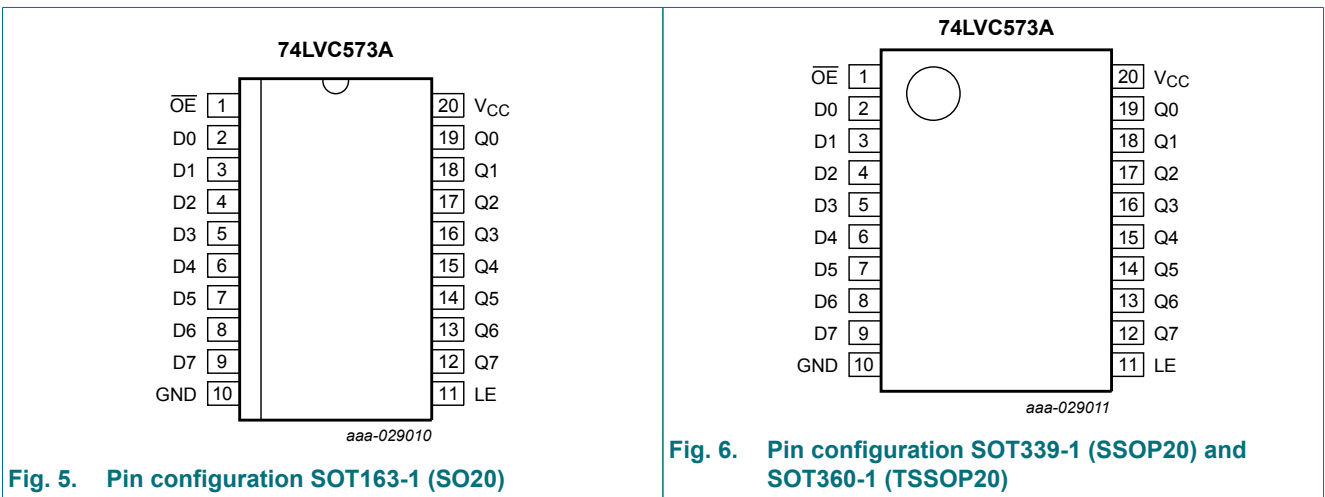 74LVC573A
OE 1 20 VCC
D0 2 19 Q0
D1 3 18 Q1
D2 4 17 Q2
D3 5 16 Q3
D4 6 15 Q4
D5 7 14 Q5
D6 8 13 Q6
D7 9 12 Q7
GND 10 11 LE
aaa-029010
Fig. 5. Pin configuration SOT163-1 (SO20)
74LVC573A
OE 1 20 VCC
D0 2 19 Q0
D1 3 18 Q1
D2 4 17 Q2
D3 5 16 Q3
D4 6 15 Q4
D5 7 14 Q5
D6 8 13 Q6
D7 9 12 Q7
GND 10 11 LE
aaa-029011
Fig. 6. Pin configuration SOT339-1 (SSOP20) and
SOT360-1 (TSSOP20)